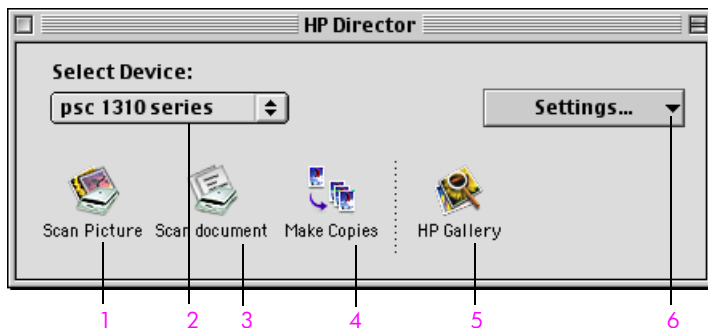 HP Director
Select Device:
psc 1310 series
Settings...
Scan Picture
Scan document
Make Copies
HP Gallery
1
2
3
4
5
6